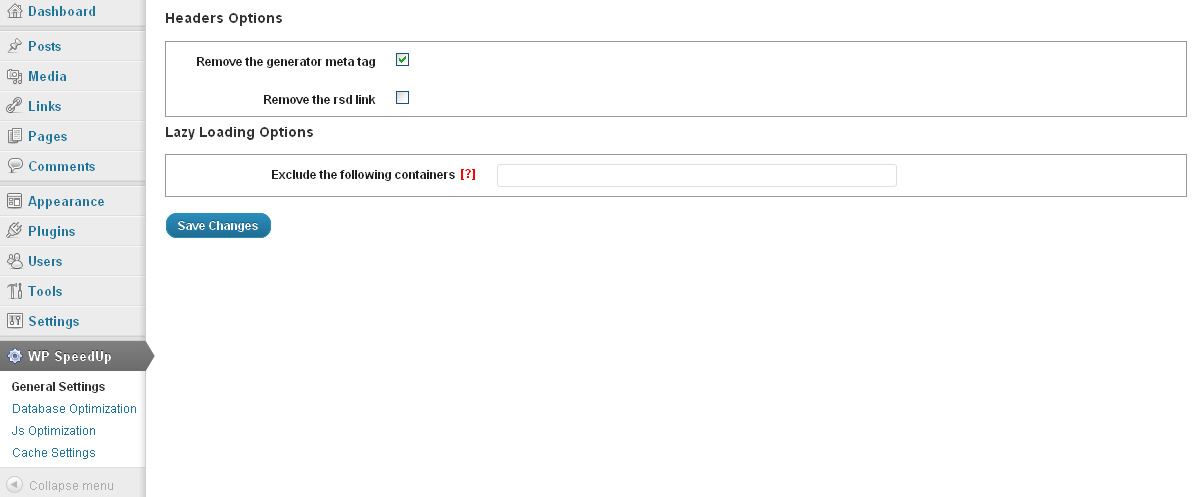 Dashboard
Posts
Media
Links
Pages
Comments
Appearance
Plugins
Users
Tools
Settings
WP SpeedUp
General Settings
Database Optimization
Js Optimization
Cache Settings
Collapse menu
Headers Options
Remove the generator meta tag
Remove the rsd link
Lazy Loading Options
Exclude the following containers [?]
Save Changes